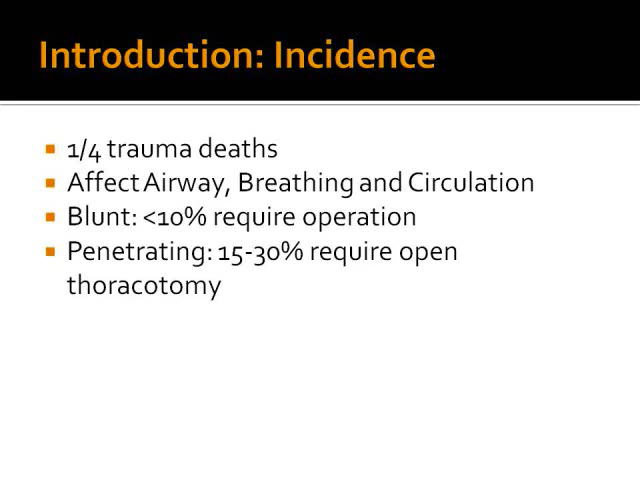 Introduction: Incidence
1/4 trauma deaths
Affect Airway, Breathing and Circulation
Blunt: <10% require operation
Penetrating: 15-30% require open
thoracotomy